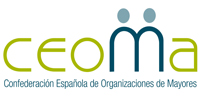 ceoma
Confederación Española de Organizaciones de Mayores